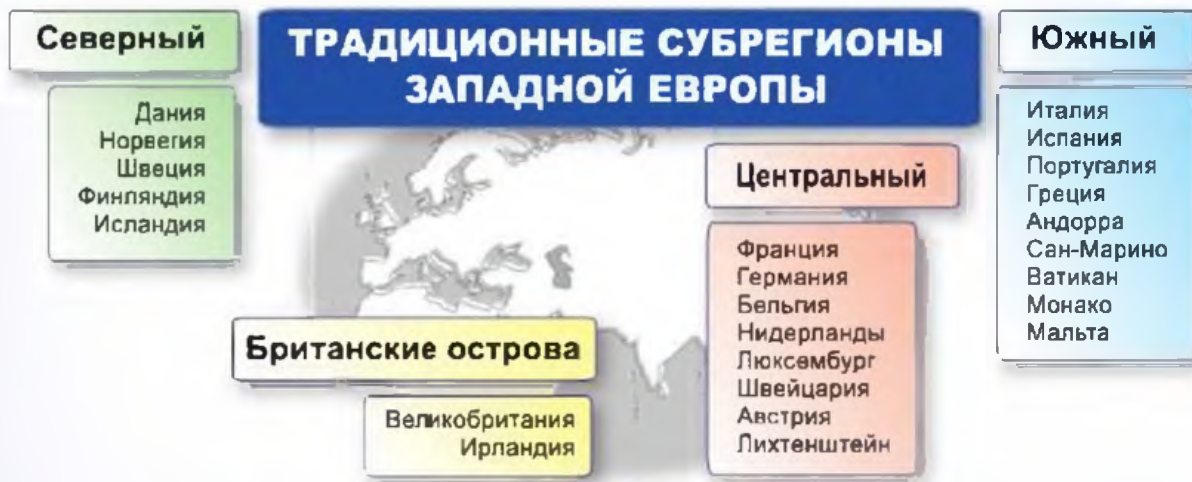 ТРАДИЦИОННЫЕ СУБРЕГИОНЫ
ЗАПАДНОЙ ЕВРОПЫ
Северный
Дания
Норвегия
Швеция
Финляндия
Исландия
Британские острова
Великобритания
Ирландия
Центральный
Франция
Германия
Бельгия
Нидерланды
Люксембург
Швейцария
Австрия
Лихтенштейн
Южный
Италия
Испания
Португалия
Греция
Андорра
Сан-Марино
Ватикан
Монако
Мальта